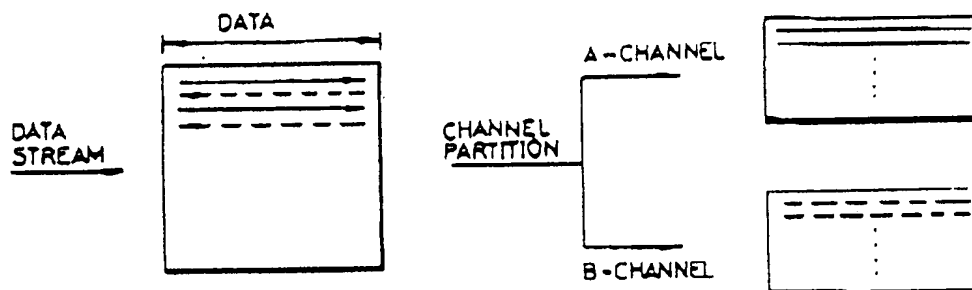 DATA
DATA
STREAM
CHANNEL
PARTITION
A-CHANNEL
B-CHANNEL